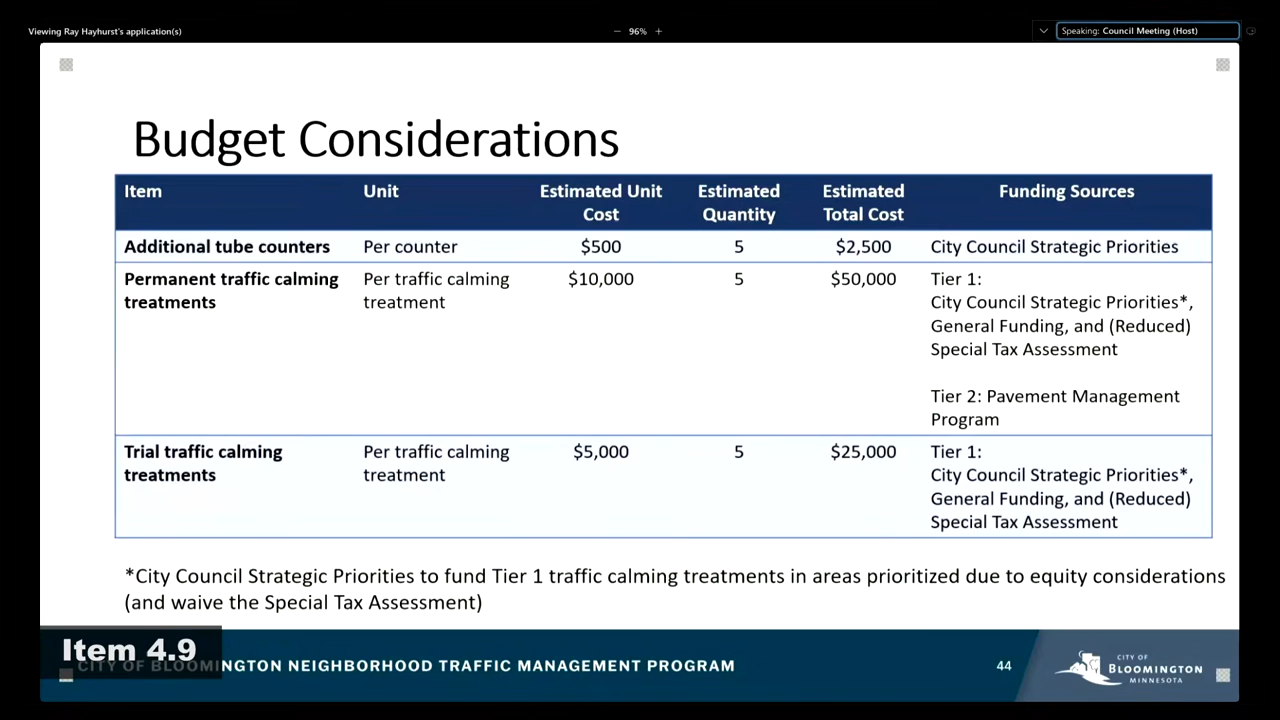 Viewing Ray Hayhurst's application(s)
− 96% +
Speaking: Council Meeting (Host)
Budget Considerations
Item Unit Estimated Unit Cost Estimated Quantity Estimated Total Cost Funding Sources
Additional tube counters Per counter $500 5 $2,500 City Council Strategic Priorities
Permanent traffic calming treatments Per traffic calming treatment $10,000 5 $50,000 Tier 1:
City Council Strategic Priorities*,
General Funding, and (Reduced)
Special Tax Assessment
Tier 2: Pavement Management
Program
Trial traffic calming treatments Per traffic calming treatment $5,000 5 $25,000 Tier 1:
City Council Strategic Priorities*,
General Funding, and (Reduced)
Special Tax Assessment
*City Council Strategic Priorities to fund Tier 1 traffic calming treatments in areas prioritized due to equity considerations
(and waive the Special Tax Assessment)
Item 4.9
CITY OF BLOOMINGTON NEIGHBORHOOD TRAFFIC MANAGEMENT PROGRAM
44
CITY OF
BLOOMINGTON
MINNESOTA